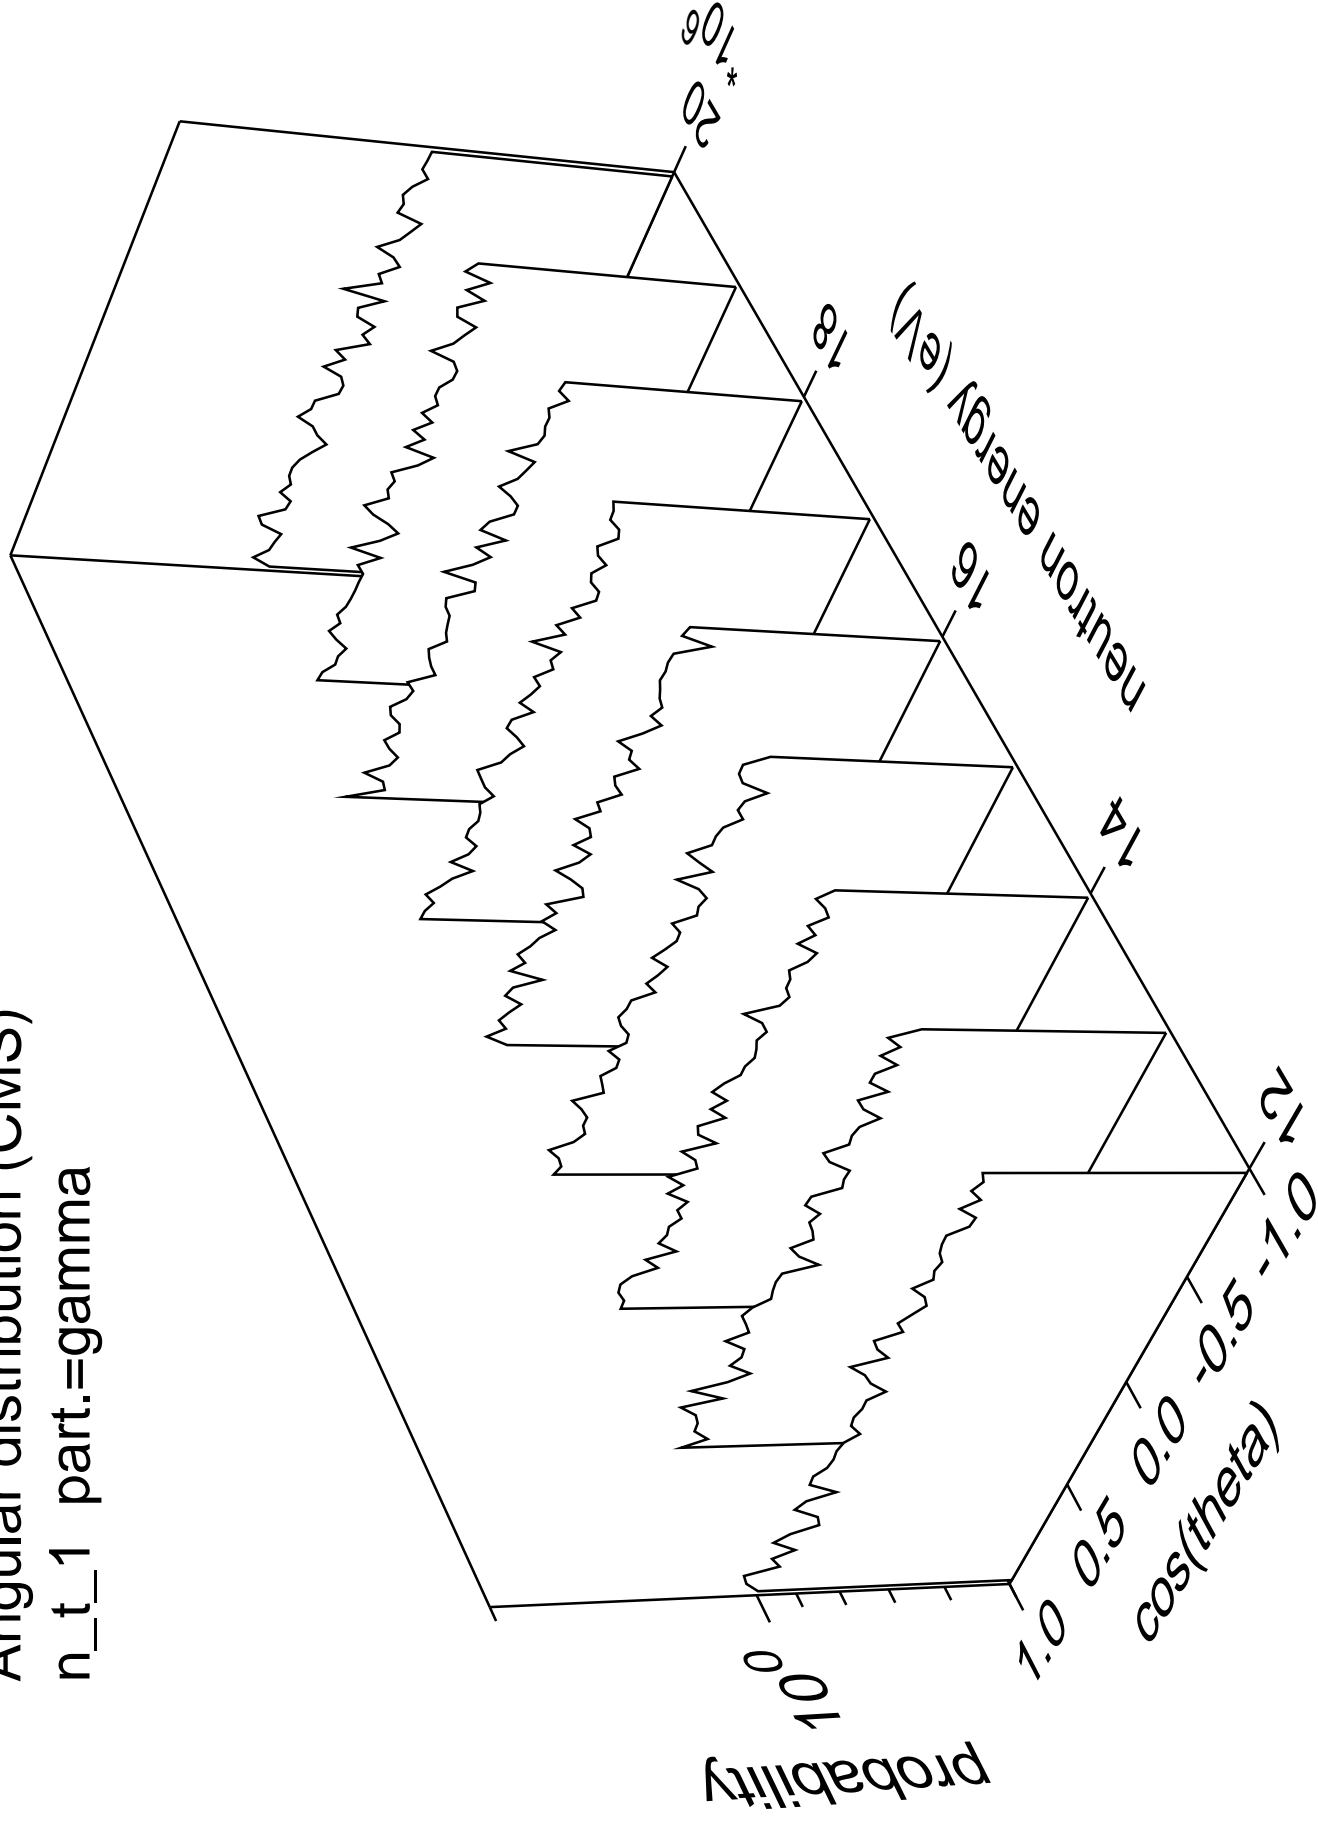 Angular distribution (CMS)
n_t_1 part.=gamma
probability
10^0
1.0 0.5 0.0 -0.5 -1.0
cos(theta)
12 14 16 18 20
*10^6
neutron energy (eV)